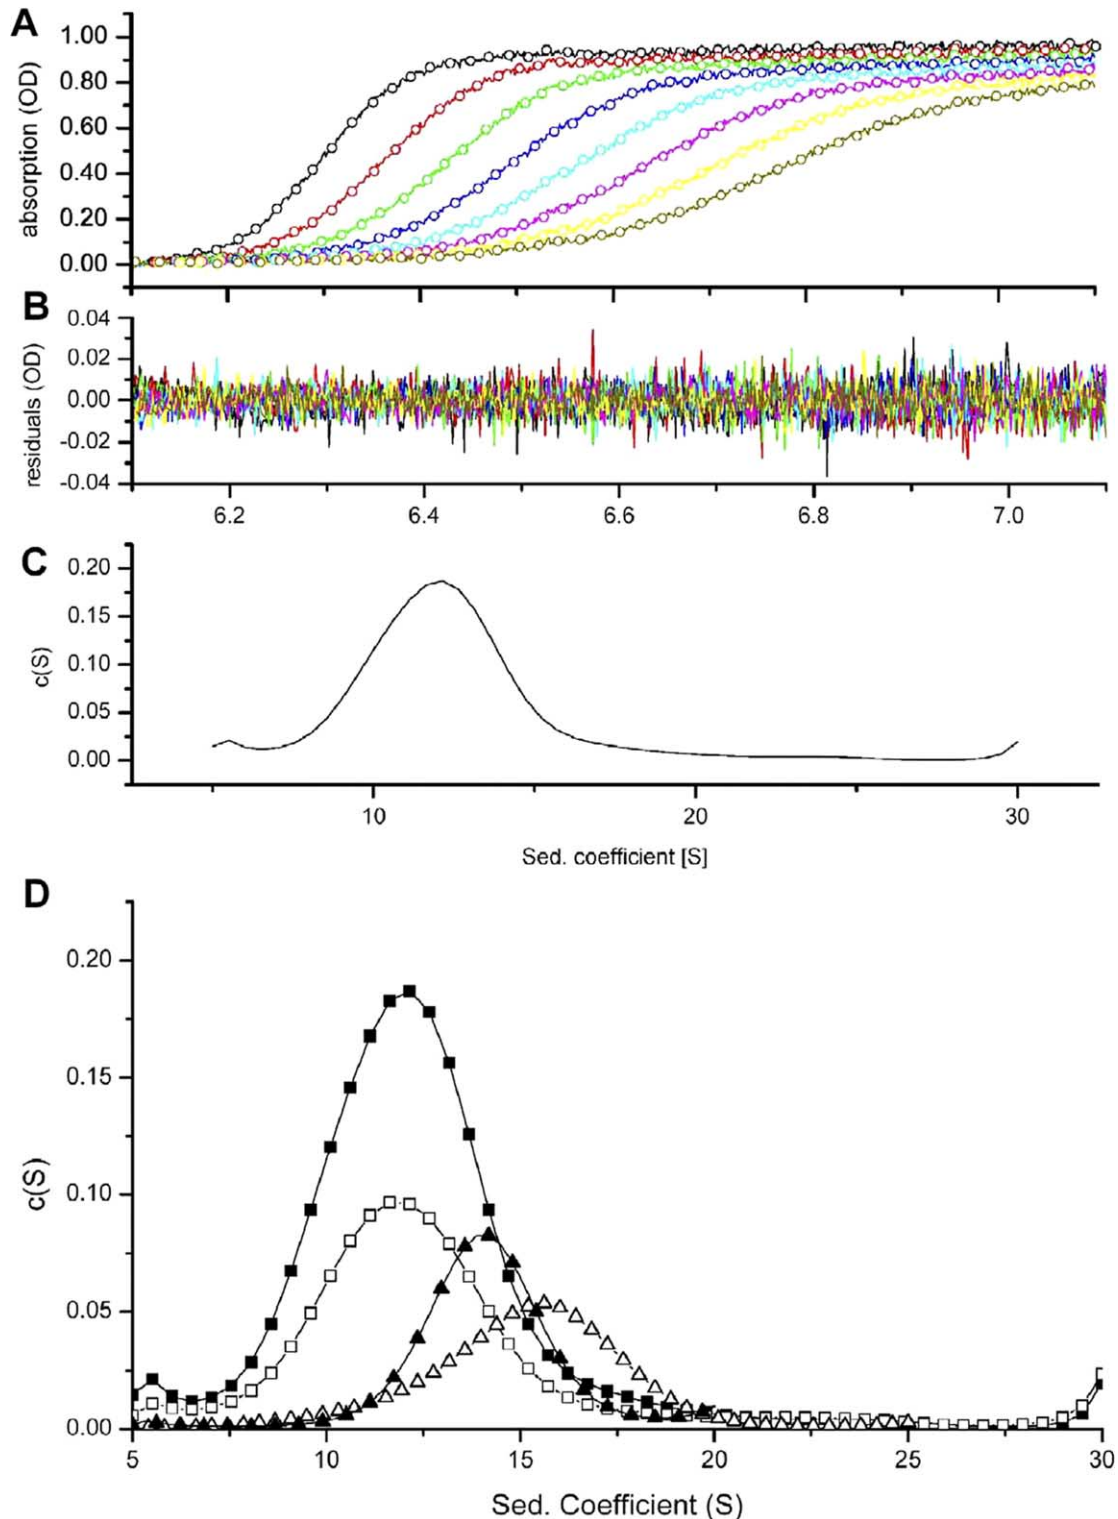 A
absorption (OD)
1.00
0.80
0.60
0.40
0.20
0.00
B
residuals (OD)
0.04
0.02
0.00
-0.02
-0.04
6.2 6.4 6.6 6.8 7.0
C
c(S)
0.20
0.15
0.10
0.05
0.00
10 20 30
Sed. coefficient [S]
D
c(S)
0.20
0.15
0.10
0.05
0.00
5 10 15 20 25 30
Sed. Coefficient (S)